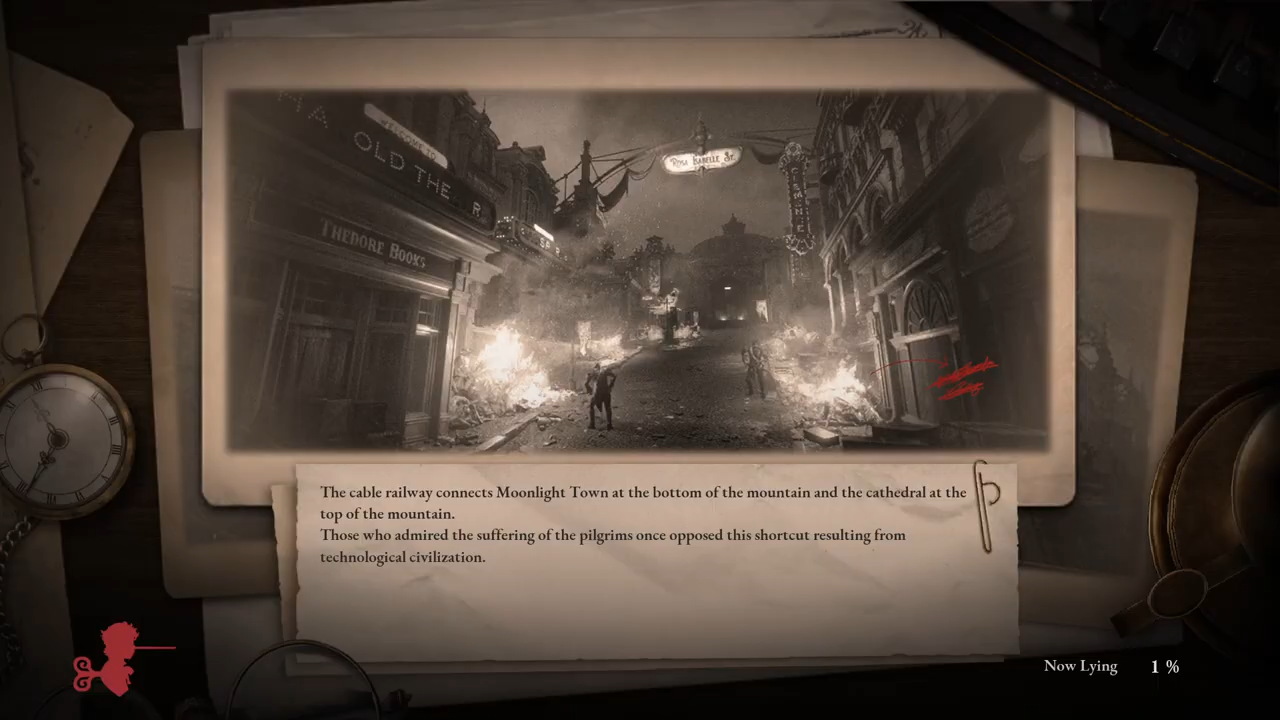 WELCOME TO
OLD THE R
THEDORE BOOKS
Rosa Isabelle St.
The cable railway connects Moonlight Town at the bottom of the mountain and the cathedral at the
top of the mountain.
Those who admired the suffering of the pilgrims once opposed this shortcut resulting from
technological civilization.
Now Lying 1 %